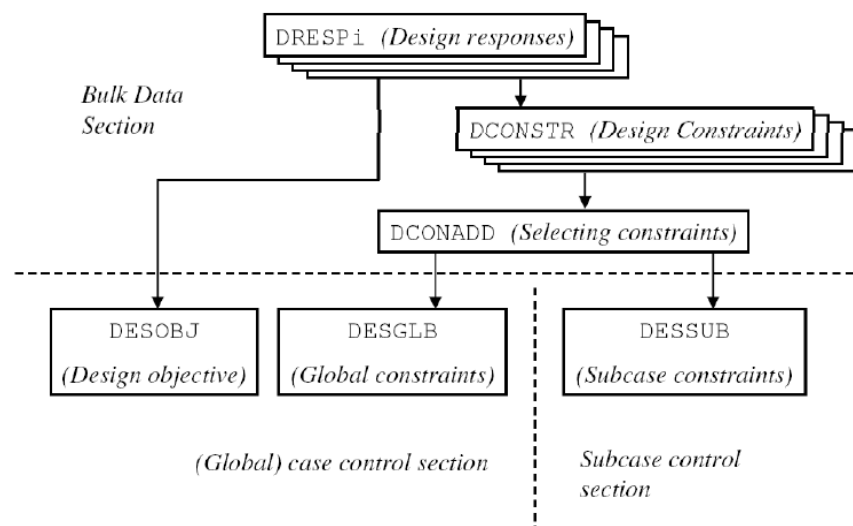 DRESPi (Design responses)
Bulk Data
Section
DCONSTR (Design Constraints)
DCONADD (Selecting constraints)
DESOBJ
(Design objective)
DESGLB
(Global constraints)
DESSUB
(Subcase constraints)
(Global) case control section
Subcase control
section